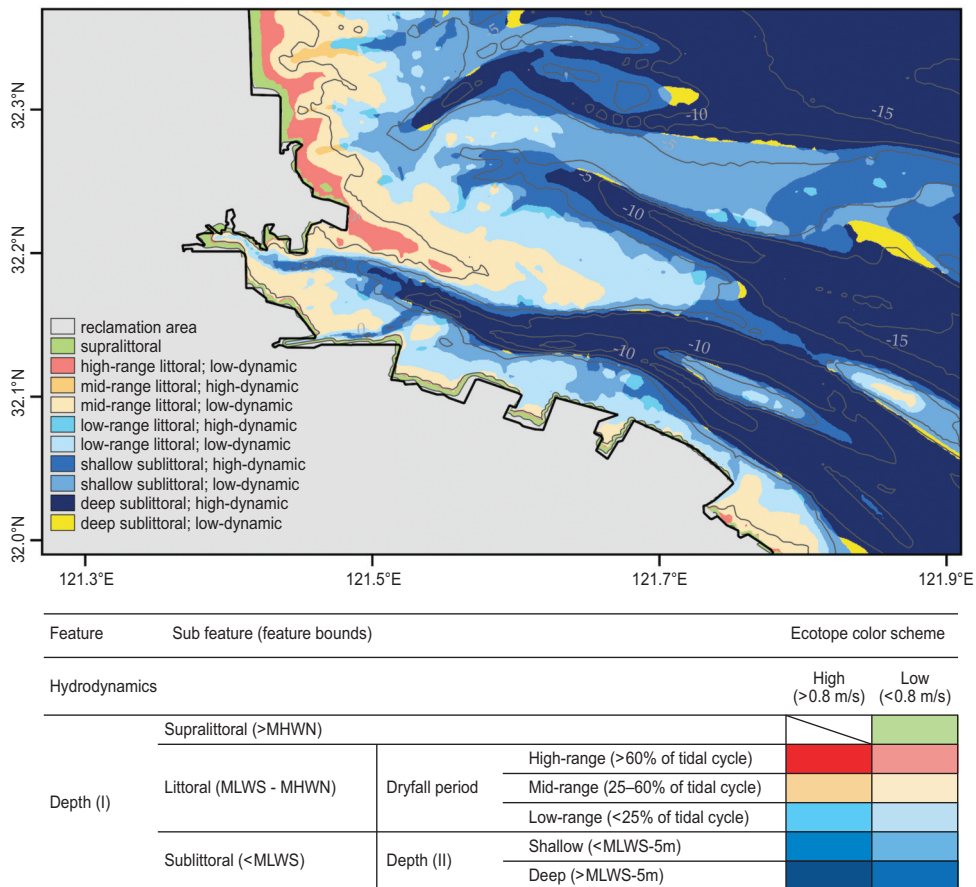 -5
-15
-10
-5
-5
-10
-15
0
-10
-10
32.3°N
32.2°N
32.1°N
32.0°N
reclamation area
supralittoral
high-range littoral; low-dynamic
mid-range littoral; high-dynamic
mid-range littoral; low-dynamic
low-range littoral; high-dynamic
low-range littoral; low-dynamic
shallow sublittoral; high-dynamic
shallow sublittoral; low-dynamic
deep sublittoral; high-dynamic
deep sublittoral; low-dynamic
121.3°E 121.5°E 121.7°E 121.9°E
Feature Sub feature (feature bounds) Ecotope color scheme
Hydrodynamics High (>0.8 m/s) Low (<0.8 m/s)
Supralittoral (>MHWN)
Depth (I) Littoral (MLWS - MHWN) Dryfall period High-range (>60% of tidal cycle)
Mid-range (25–60% of tidal cycle)
Low-range (<25% of tidal cycle)
Sublittoral (<MLWS) Depth (II) Shallow (<MLWS-5m)
Deep (>MLWS-5m)